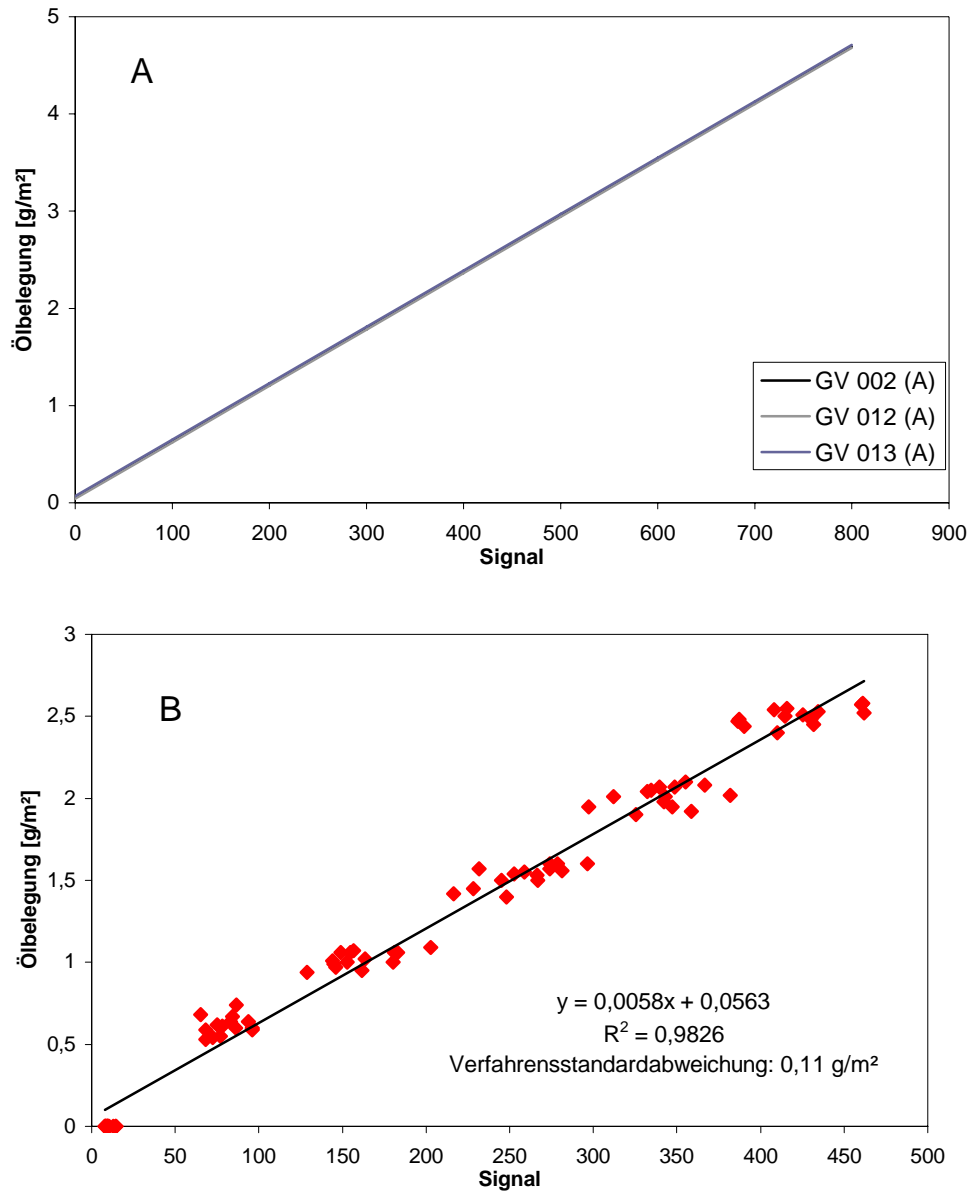 A
Ölbelegung [g/m²]
5
4
3
2
1
0
0 100 200 300 400 500 600 700 800 900
Signal
GV 002 (A)
GV 012 (A)
GV 013 (A)
B
Ölbelegung [g/m²]
3
2,5
2
1,5
1
0,5
0
y = 0,0058x + 0,0563
R² = 0,9826
Verfahrensstandardabweichung: 0,11 g/m²
0 50 100 150 200 250 300 350 400 450 500
Signal